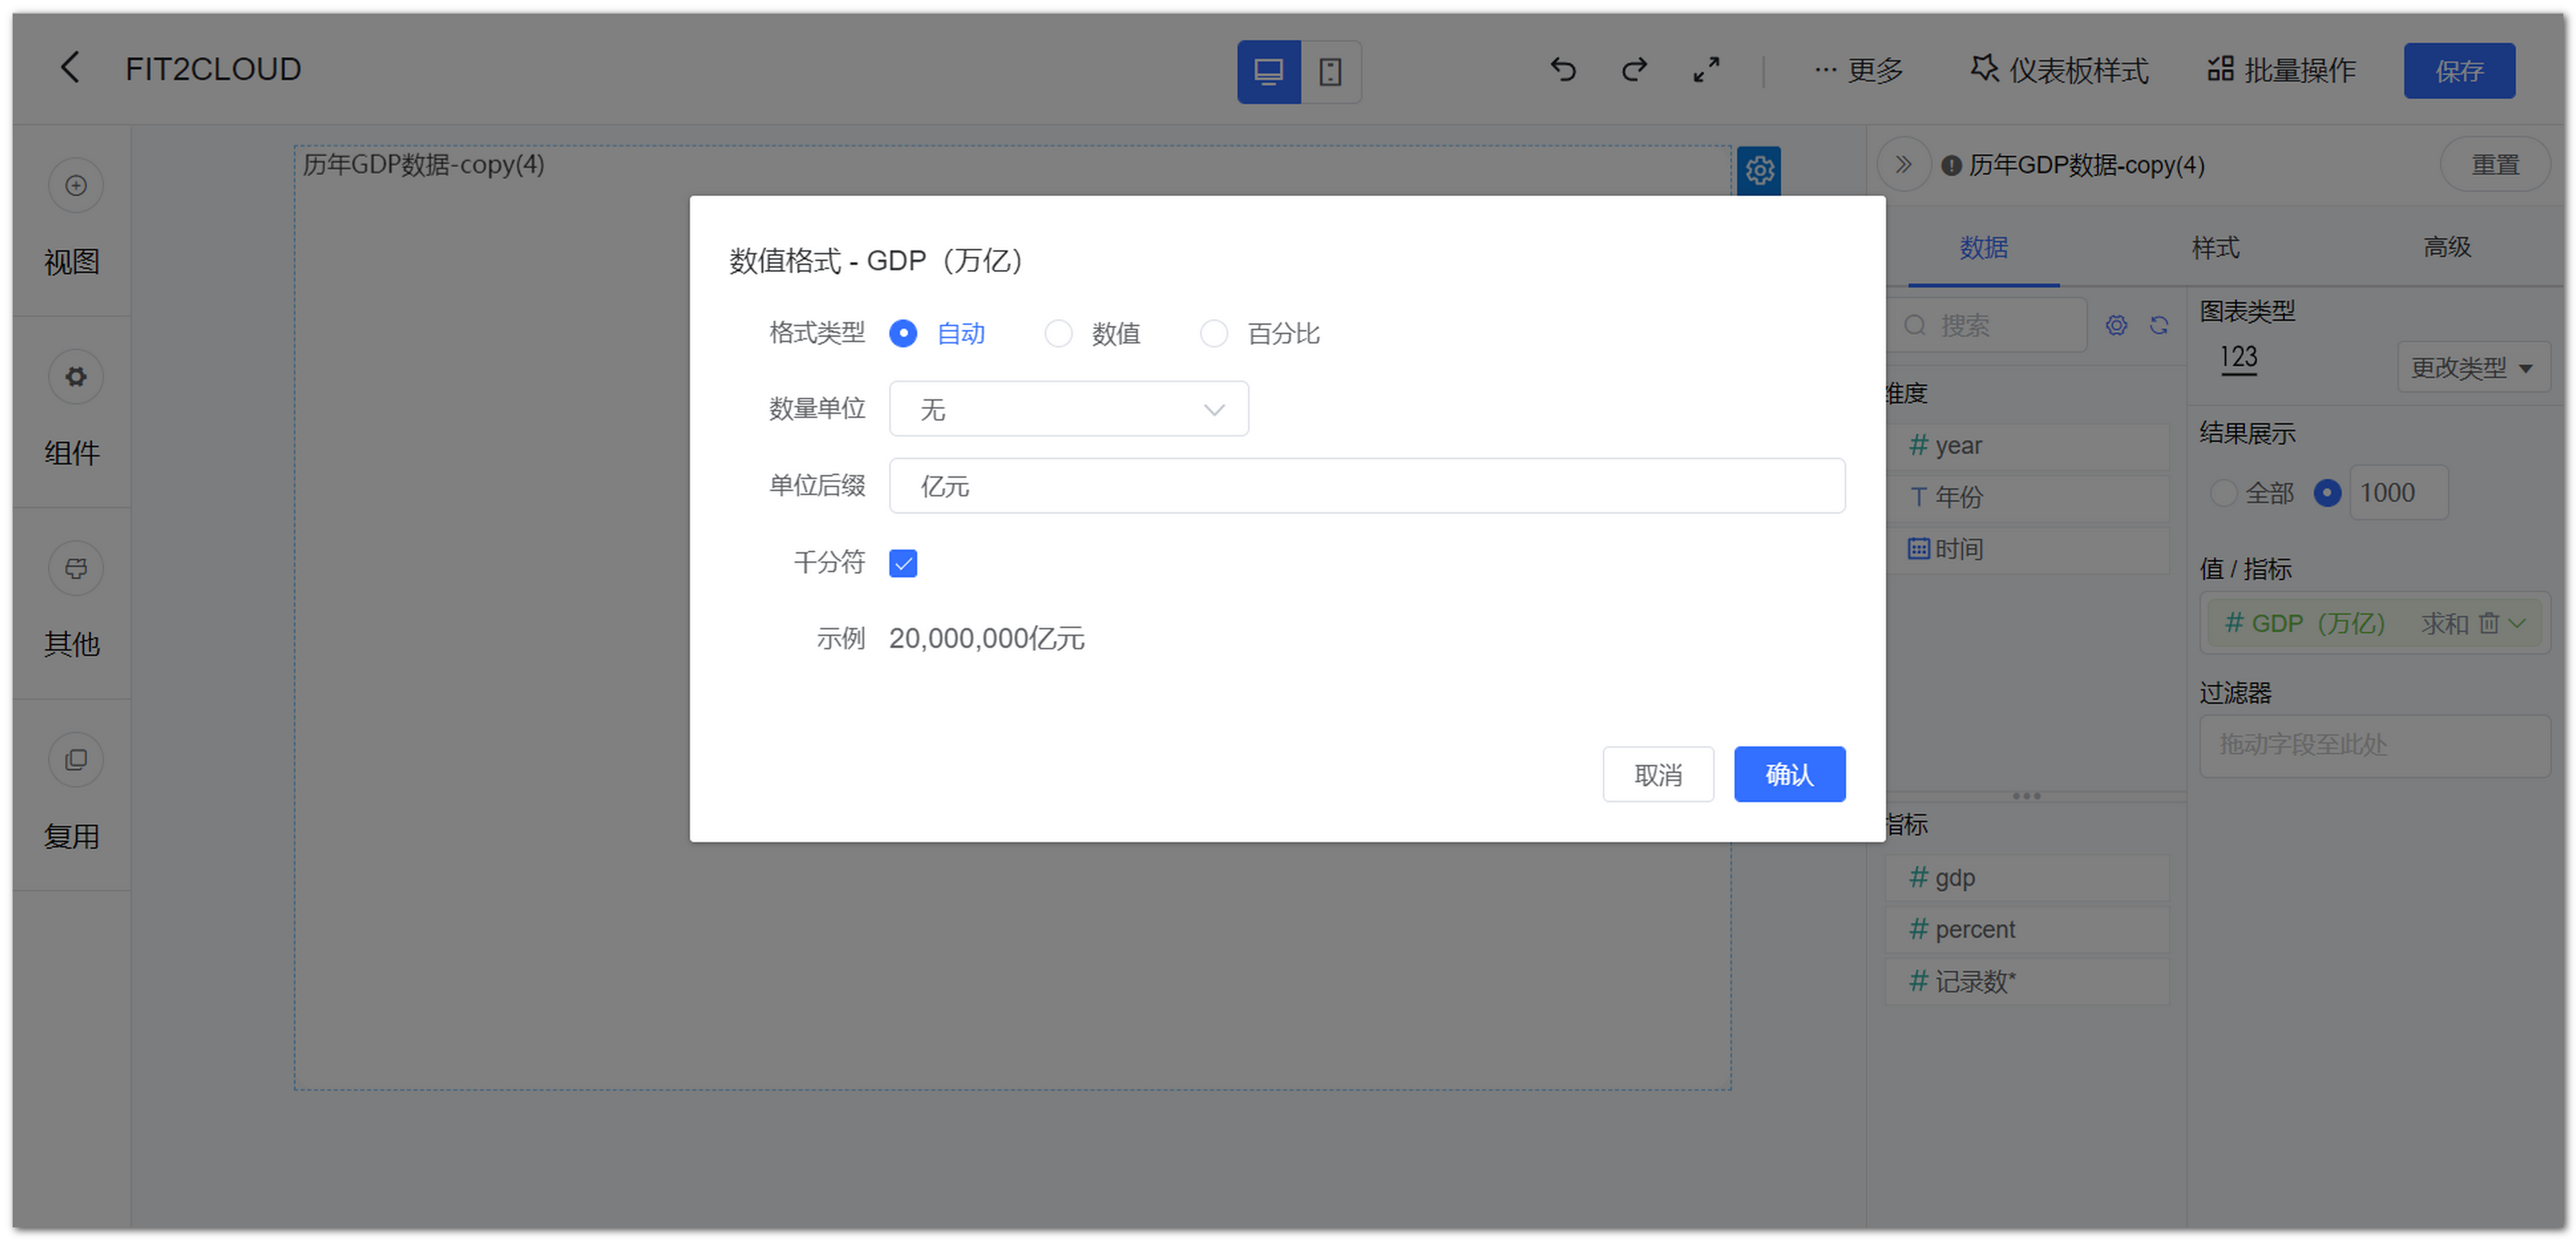 FIT2CLOUD
更多
仪表板样式
批量操作
保存
视图
组件
其他
复用
历年GDP数据-copy(4)
数值格式 - GDP（万亿）
格式类型 自动 数值 百分比
数量单位 无
单位后缀 亿元
千分符
示例 20,000,000亿元
取消 确认
历年GDP数据-copy(4)
重置
数据 样式 高级
搜索
维度
# year
T 年份
时间
指标
# gdp
# percent
# 记录数*
图表类型
123
更改类型
结果展示
全部 1000
值 / 指标
# GDP（万亿） 求和
过滤器
拖动字段至此处